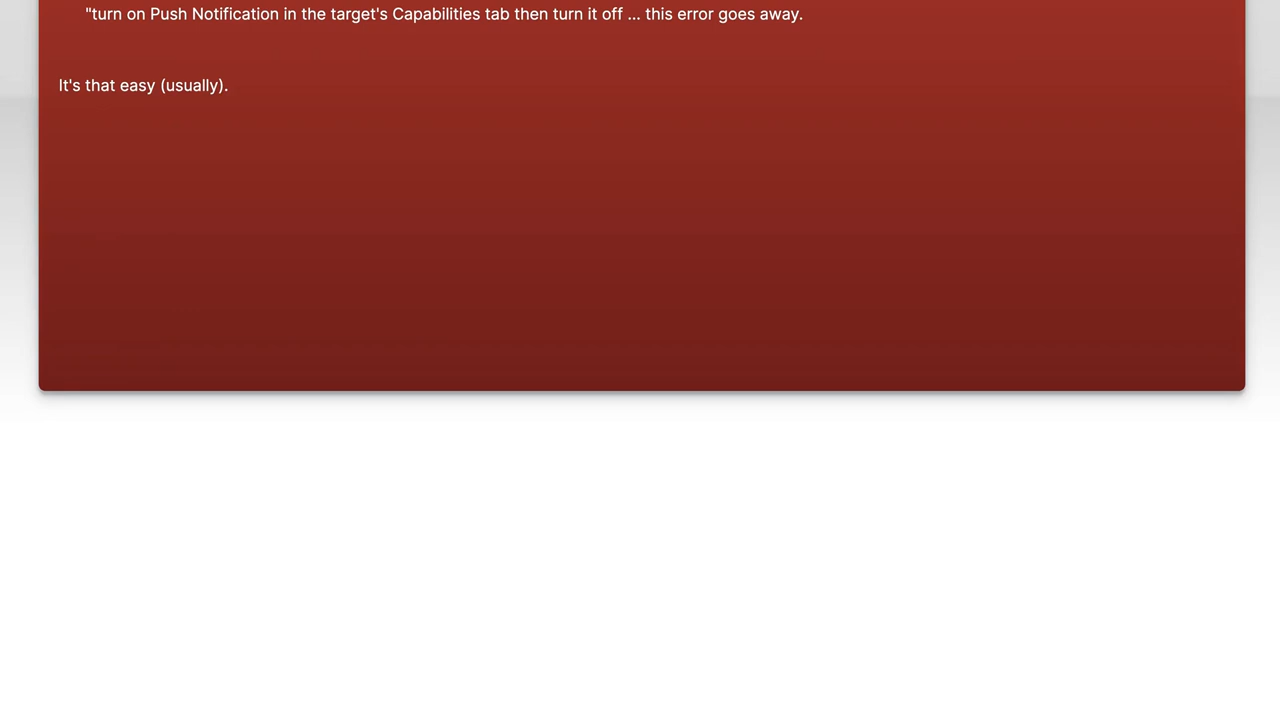 "turn on Push Notification in the target's Capabilities tab then turn it off ... this error goes away.
It's that easy (usually).